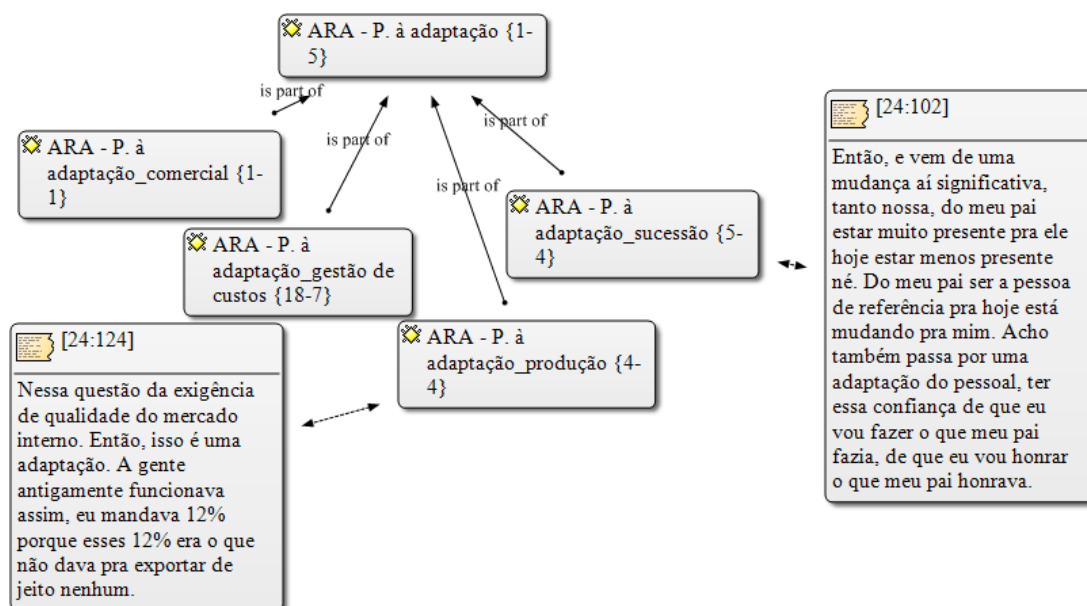 ARA - P. à adaptação {1-
5}
is part of
is part of
is part of
is part of
ARA - P. à
adaptação_comercial {1-
1}
ARA - P. à
adaptação_gestão de
custos {18-7}
ARA - P. à
adaptação_sucessão {5-
4}
ARA - P. à
adaptação_produção {4-
4}
[24:124]
Nessa questão da exigência
de qualidade do mercado
interno. Então, isso é uma
adaptação. A gente
antigamente funcionava
assim, eu mandava 12%
porque esses 12% era o que
não dava pra exportar de
jeito nenhum.
[24:102]
Então, e vem de uma
mudança aí significativa,
tanto nossa, do meu pai
estar muito presente pra ele
hoje estar menos presente
né. Do meu pai ser a pessoa
de referência pra hoje está
mudando pra mim. Acho
também passa por uma
adaptação do pessoal, ter
essa confiança de que eu
vou fazer o que meu pai
fazia, de que eu vou honrar
o que meu pai honrava.